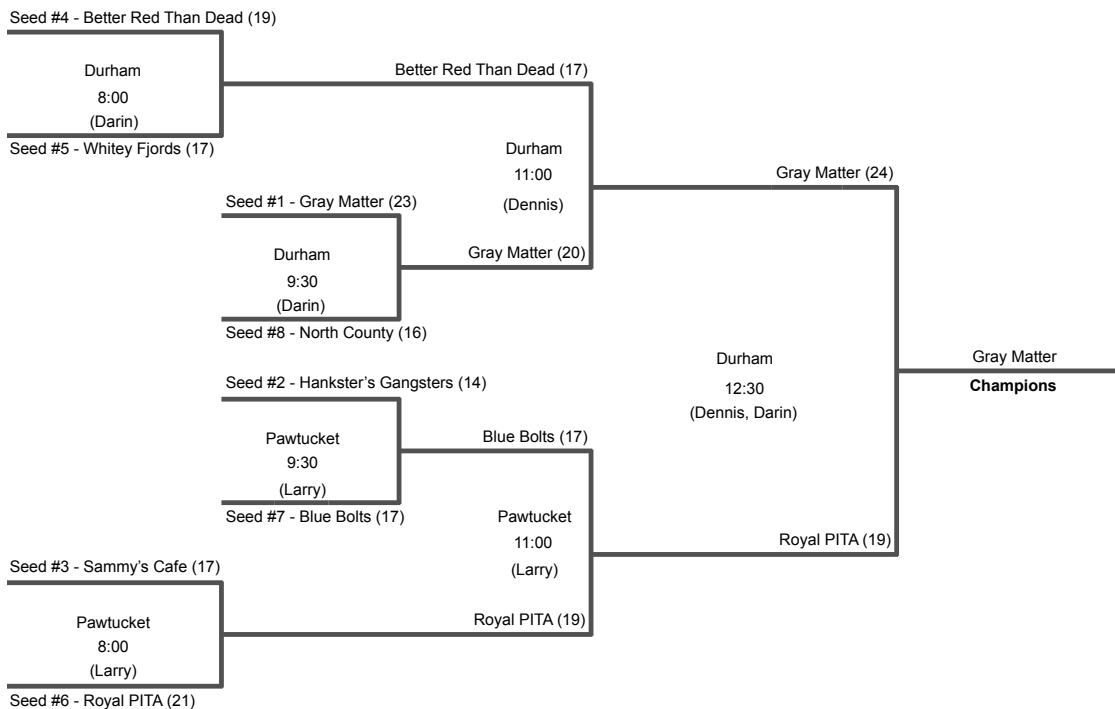 Seed #4 - Better Red Than Dead (19)
Durham
8:00
(Darin)
Seed #5 - Whitey Fjords (17)
Better Red Than Dead (17)
Durham
11:00
(Dennis)
Seed #1 - Gray Matter (23)
Durham
9:30
(Darin)
Seed #8 - North County (16)
Gray Matter (20)
Gray Matter (24)
Seed #2 - Hankster’s Gangsters (14)
Pawtucket
9:30
(Larry)
Seed #7 - Blue Bolts (17)
Blue Bolts (17)
Pawtucket
11:00
(Larry)
Seed #3 - Sammy’s Cafe (17)
Pawtucket
8:00
(Larry)
Seed #6 - Royal PITA (21)
Royal PITA (19)
Royal PITA (19)
Durham
12:30
(Dennis, Darin)
Gray Matter
Champions